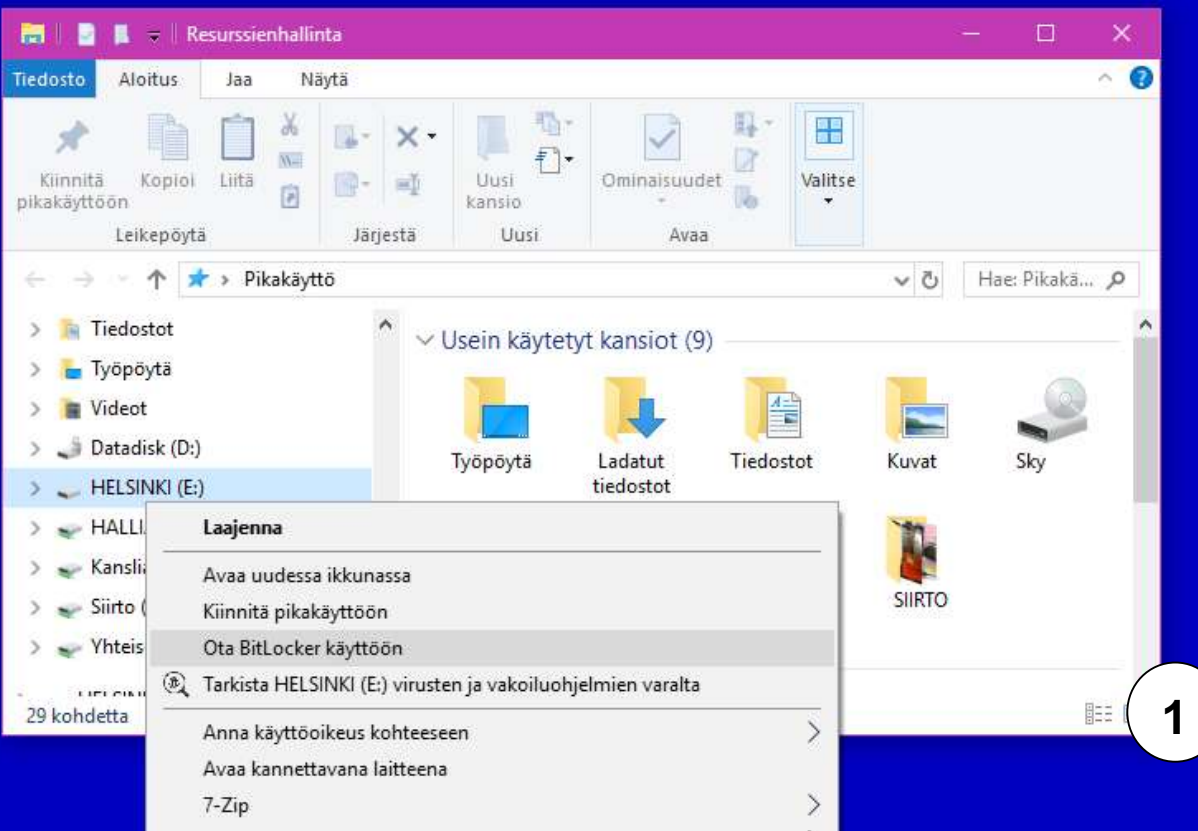 Resurssienhallinta
Tiedosto Aloitus Jaa Näytä
Kiinnitä pikakäyttöön
Kopioi
Liitä
Leikepöytä
Järjestä
Uusi kansio
Uusi
Ominaisuudet
Avaa
Valitse
Pikakäyttö
Hae: Pikakä...
Tiedostot
Työpöytä
Videot
Datadisk (D:)
HELSINKI (E:)
HALLI
Kanslia
Siirto (
Yhteis
29 kohdetta
Usein käytetyt kansiot (9)
Työpöytä
Ladatut tiedostot
Tiedostot
Kuvat
Sky
SIIRTO
Laajenna
Avaa uudessa ikkunassa
Kiinnitä pikakäyttöön
Ota BitLocker käyttöön
Tarkista HELSINKI (E:) virusten ja vakoiluohjelmien varalta
Anna käyttöoikeus kohteeseen
Avaa kannettavana laitteena
7-Zip
1